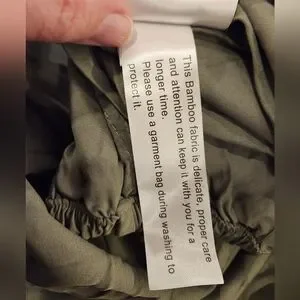 This Bamboo fabric is delicate, proper care
and attention can keep it with you for a
longer time.
Please use a garment bag during washing to
protect it.